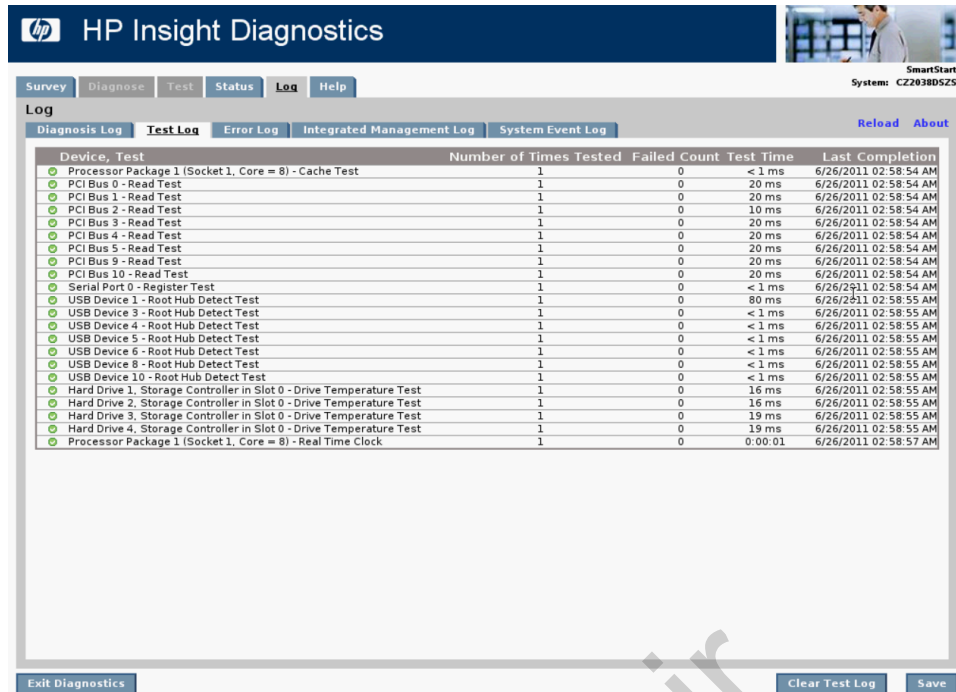 hp HP Insight Diagnostics
SmartStart
System: CZ2038DSZS
Survey Diagnose Test Status Log Help
Log
Diagnosis Log Test Log Error Log Integrated Management Log System Event Log Reload About
Device, Test Number of Times Tested Failed Count Test Time Last Completion
Processor Package 1 (Socket 1, Core = 8) - Cache Test 1 0 < 1 ms 6/26/2011 02:58:54 AM
PCI Bus 0 - Read Test 1 0 20 ms 6/26/2011 02:58:54 AM
PCI Bus 1 - Read Test 1 0 20 ms 6/26/2011 02:58:54 AM
PCI Bus 2 - Read Test 1 0 10 ms 6/26/2011 02:58:54 AM
PCI Bus 3 - Read Test 1 0 20 ms 6/26/2011 02:58:54 AM
PCI Bus 4 - Read Test 1 0 20 ms 6/26/2011 02:58:54 AM
PCI Bus 5 - Read Test 1 0 20 ms 6/26/2011 02:58:54 AM
PCI Bus 9 - Read Test 1 0 20 ms 6/26/2011 02:58:54 AM
PCI Bus 10 - Read Test 1 0 20 ms 6/26/2011 02:58:54 AM
Serial Port 0 - Register Test 1 0 < 1 ms 6/26/2011 02:58:54 AM
USB Device 1 - Root Hub Detect Test 1 0 80 ms 6/26/2011 02:58:55 AM
USB Device 3 - Root Hub Detect Test 1 0 < 1 ms 6/26/2011 02:58:55 AM
USB Device 4 - Root Hub Detect Test 1 0 < 1 ms 6/26/2011 02:58:55 AM
USB Device 5 - Root Hub Detect Test 1 0 < 1 ms 6/26/2011 02:58:55 AM
USB Device 6 - Root Hub Detect Test 1 0 < 1 ms 6/26/2011 02:58:55 AM
USB Device 8 - Root Hub Detect Test 1 0 < 1 ms 6/26/2011 02:58:55 AM
USB Device 10 - Root Hub Detect Test 1 0 < 1 ms 6/26/2011 02:58:55 AM
Hard Drive 1, Storage Controller in Slot 0 - Drive Temperature Test 1 0 16 ms 6/26/2011 02:58:55 AM
Hard Drive 2, Storage Controller in Slot 0 - Drive Temperature Test 1 0 16 ms 6/26/2011 02:58:55 AM
Hard Drive 3, Storage Controller in Slot 0 - Drive Temperature Test 1 0 19 ms 6/26/2011 02:58:55 AM
Hard Drive 4, Storage Controller in Slot 0 - Drive Temperature Test 1 0 19 ms 6/26/2011 02:58:55 AM
Processor Package 1 (Socket 1, Core = 8) - Real Time Clock 1 0 0:00:01 6/26/2011 02:58:57 AM
.ir
Exit Diagnostics Clear Test Log Save